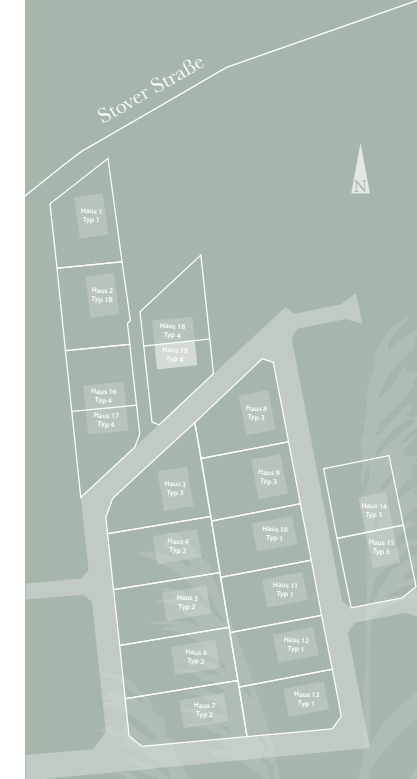 Stover Straße
N
Haus 1
Typ 1
Haus 2
Typ 1B
Haus 18
Typ 4
Haus 19
Typ 4
Haus 16
Typ 4
Haus 17
Typ 4
Haus 8
Typ 3
Haus 9
Typ 3
Haus 3
Typ 3
Haus 10
Typ 1
Haus 4
Typ 2
Haus 14
Typ 5
Haus 15
Typ 5
Haus 11
Typ 1
Haus 5
Typ 2
Haus 12
Typ 1
Haus 6
Typ 2
Haus 13
Typ 1
Haus 7
Typ 2